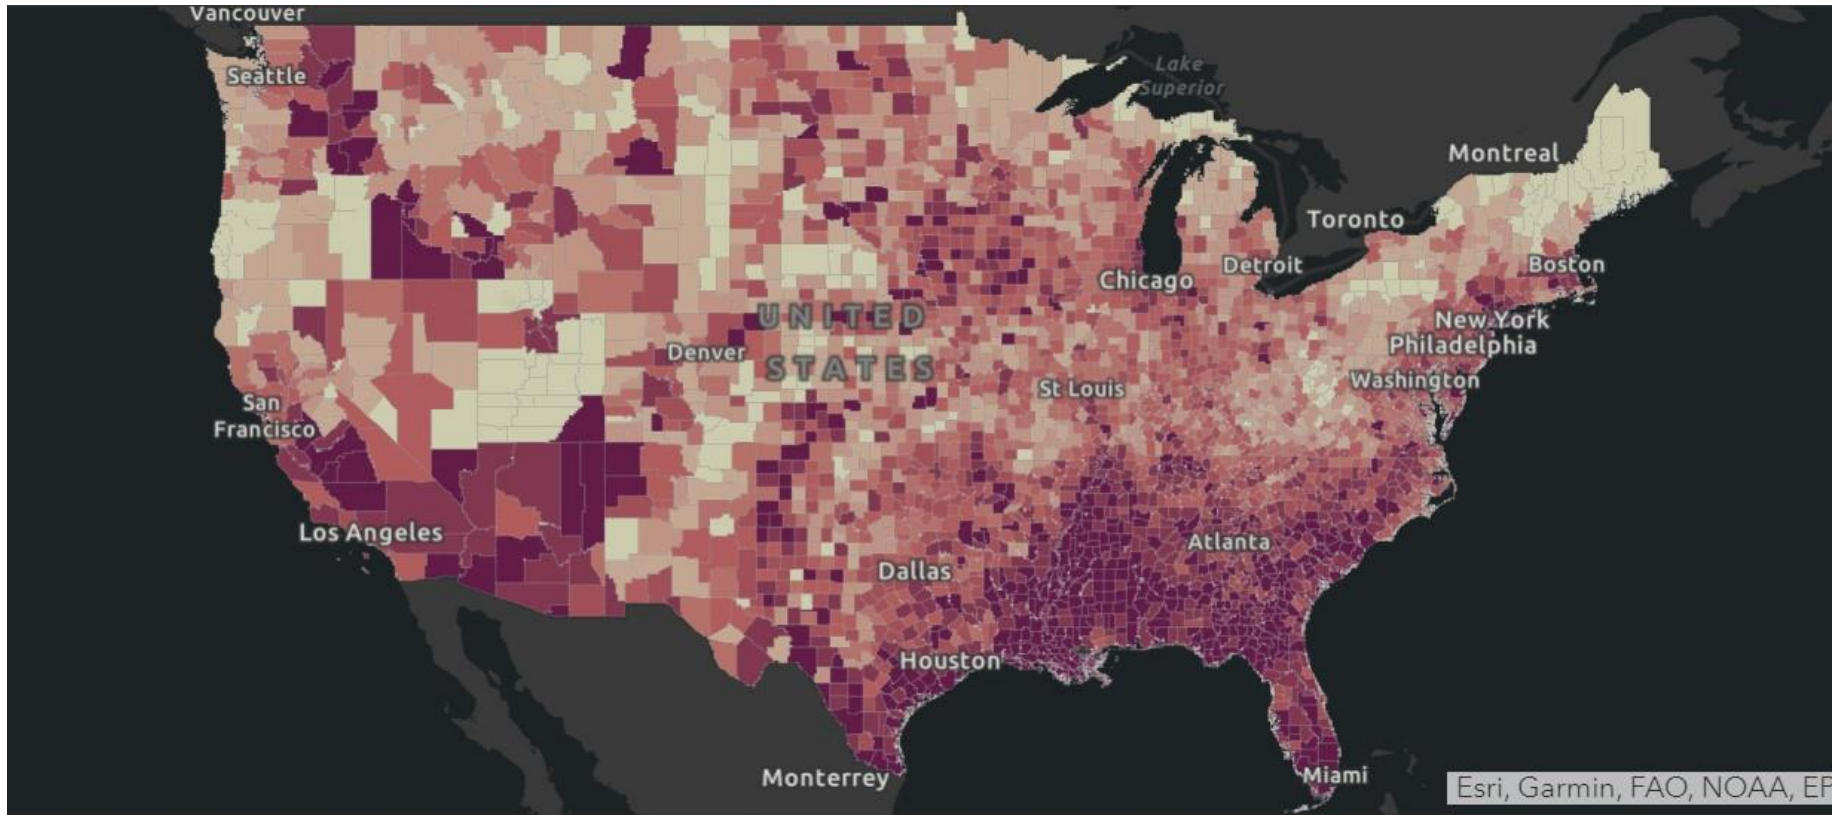 Vancouver
Seattle
Lake
Superior
Montreal
Toronto
Boston
Detroit
Chicago
UNITED
STATES
New York
Philadelphia
Denver
Washington
St Louis
San
Francisco
Los Angeles
Atlanta
Dallas
Houston
Monterrey
Miami
Esri, Garmin, FAO, NOAA, EP